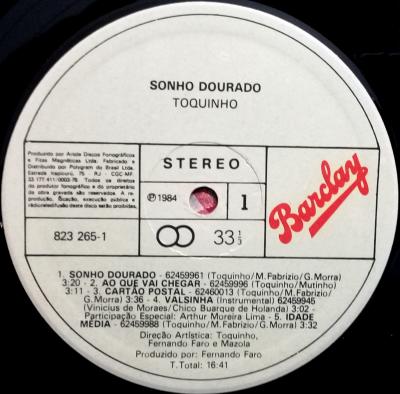 SONHO DOURADO
TOQUINHO
Produzido por Ariola Discos Fonográficos
e Fitas Magnéticas Ltda. Fabricado e
Distribuído por Polygram do Brasil Ltda.
Estrada Itapicurú, 75 - RJ - CGC-MF.
33.177.411/0003-76. Todos os direitos
do produtor fonográfico e do proprietário
da obra gravada são reservados. A re-
produção, locação, execução pública e
radioteledifusão deste disco estão proibidas.
STEREO
℗ 1984
1
823 265-1
33 1/3
Barclay
1. SONHO DOURADO - 62459961 (Toquinho/M.Fabrizio/G.Morra)
3:20 - 2. AO QUE VAI CHEGAR - 62459996 (Toquinho/Mutinho)
3:11 - 3. CARTÃO POSTAL - 62460013 (Toquinho/M.Fabrizio/
G.Morra) 3:36 - 4. VALSINHA (Instrumental) 62459945
(Vinicius de Moraes/Chico Buarque de Holanda) 3:02 -
Participação Especial: Arthur Moreira Lima - 5. IDADE
MÉDIA - 62459988 (Toquinho/M.Fabrizio/G.Morra) 3:32
Direção Artística: Toquinho,
Fernando Faro e Mazola
Produzido por: Fernando Faro
T.Total: 16:41